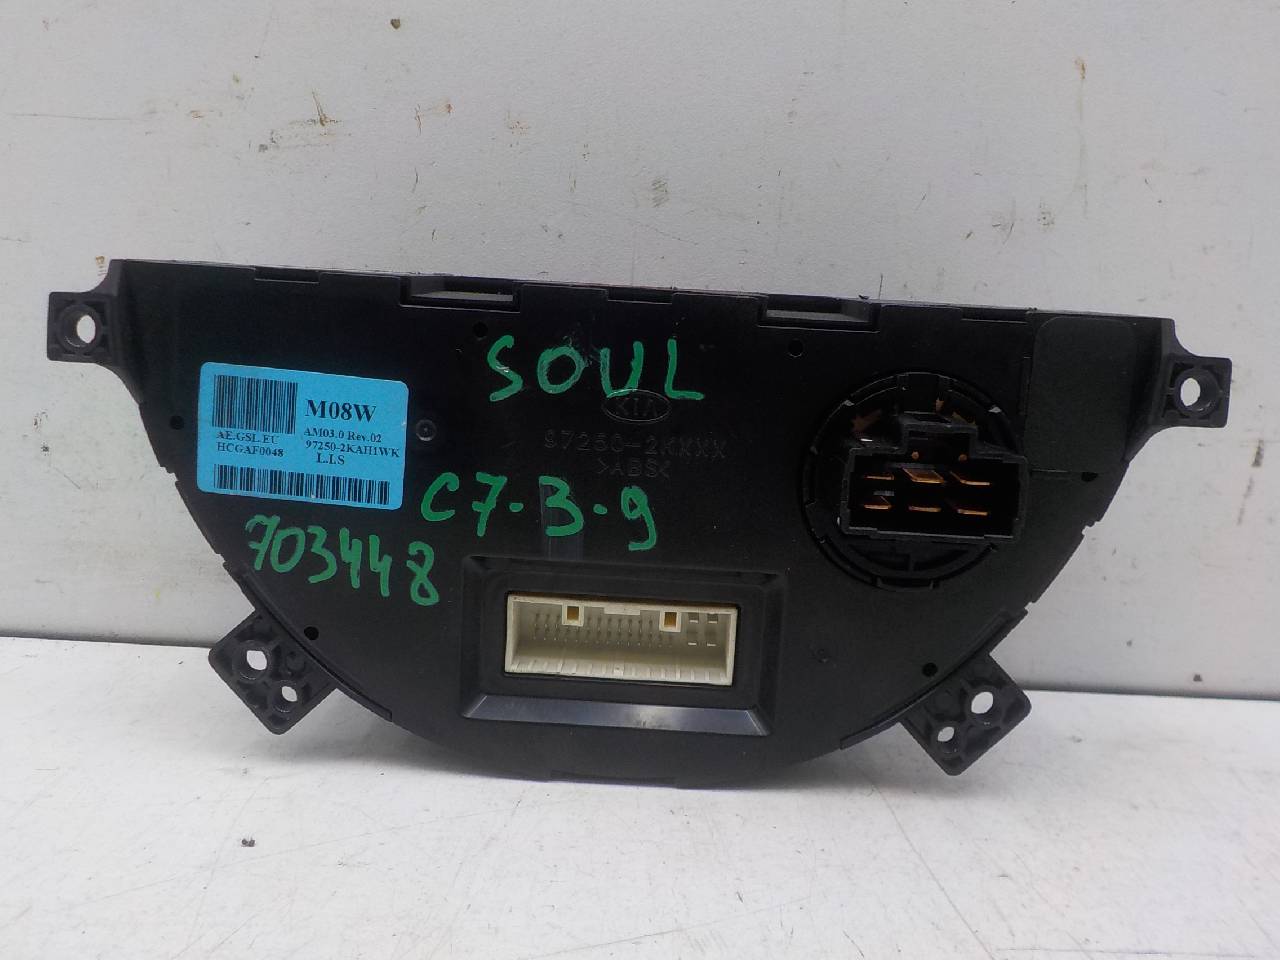 SOUL
KIA
97250-2KXXX
>ABS<
M08W
AM03.0 Rev.02
AE.GSL.EU
97250-2KAH1WK
HCGAF0048
L.I.S
C7-3-9
703448